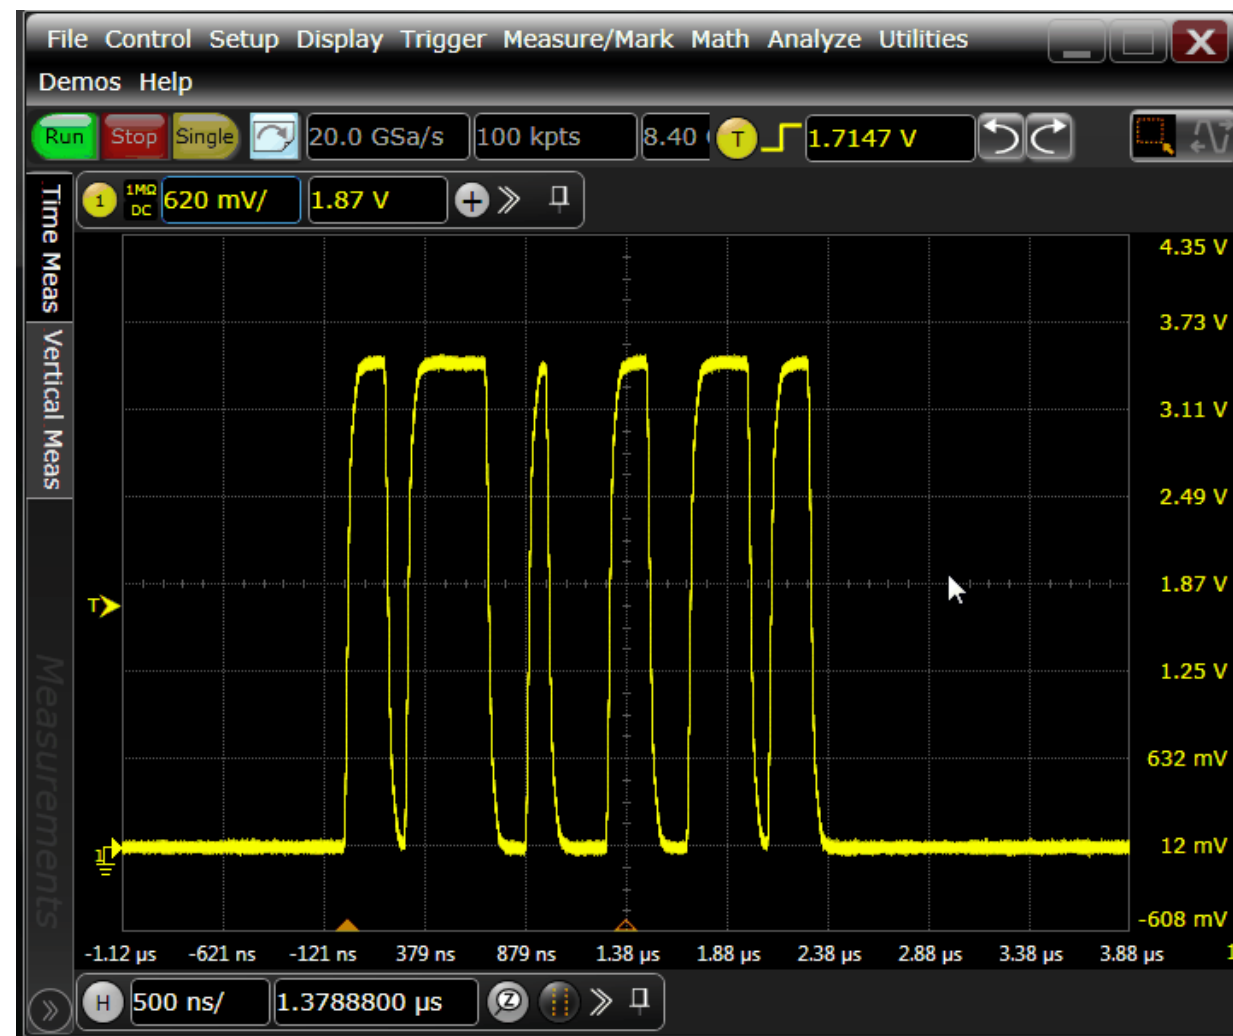 File Control Setup Display Trigger Measure/Mark Math Analyze Utilities
Demos Help
Run Stop Single 20.0 GSa/s 100 kpts 8.40 T 1.7147 V
1 1MΩ DC 620 mV/ 1.87 V
Time Meas
Vertical Meas
Measurements
4.35 V
3.73 V
3.11 V
2.49 V
1.87 V
T
1.25 V
632 mV
1 12 mV
-608 mV
-1.12 µs -621 ns -121 ns 379 ns 879 ns 1.38 µs 1.88 µs 2.38 µs 2.88 µs 3.38 µs 3.88 µs
H 500 ns/ 1.3788800 µs Z